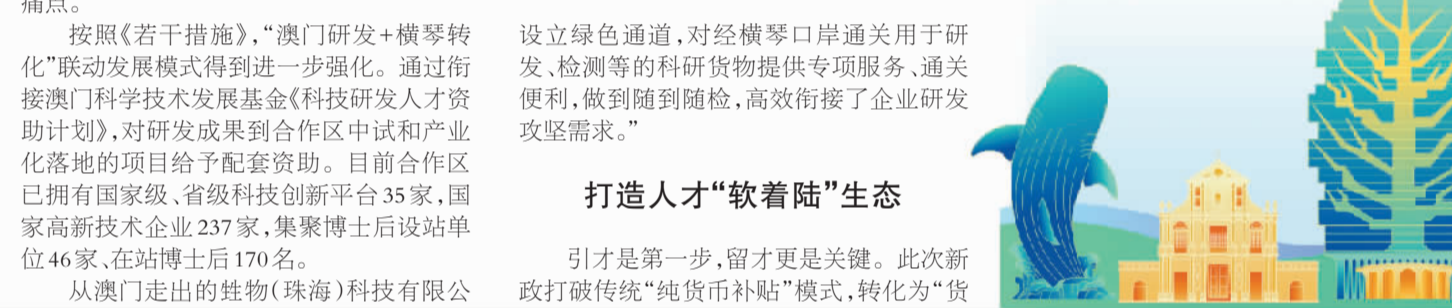 痛点。
按照《若干措施》,“澳门研发+横琴转
化”联动发展模式得到进一步强化。通过衔
接澳门科学技术发展基金《科技研发人才资
助计划》,对研发成果到合作区中试和产业
化落地的项目给予配套资助。目前合作区
已拥有国家级、省级科技创新平台35家,国
家高新技术企业237家,集聚博士后设站单
位46家、在站博士后170名。
从澳门走出的甡物(珠海)科技有限公
设立绿色通道,对经横琴口岸通关用于研
发、检测等的科研货物提供专项服务、通关
便利,做到随到随检,高效衔接了企业研发
攻坚需求。”
打造人才“软着陆”生态
引才是第一步,留才更是关键。此次新
政打破传统“纯货币补贴”模式,转化为“货